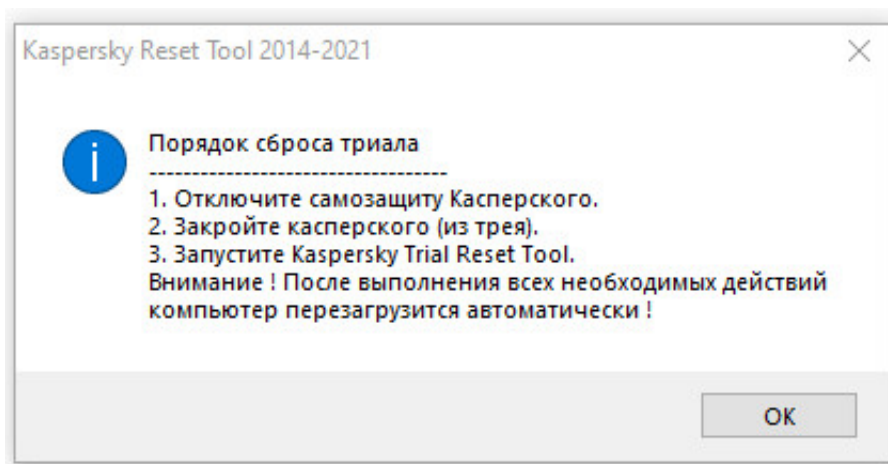 Kaspersky Reset Tool 2014-2021
Порядок сброса триала
----------------------------------
1. Отключите самозащиту Касперского.
2. Закройте касперского (из трея).
3. Запустите Kaspersky Trial Reset Tool.
Внимание ! После выполнения всех необходимых действий
компьютер перезагрузится автоматически !
OK